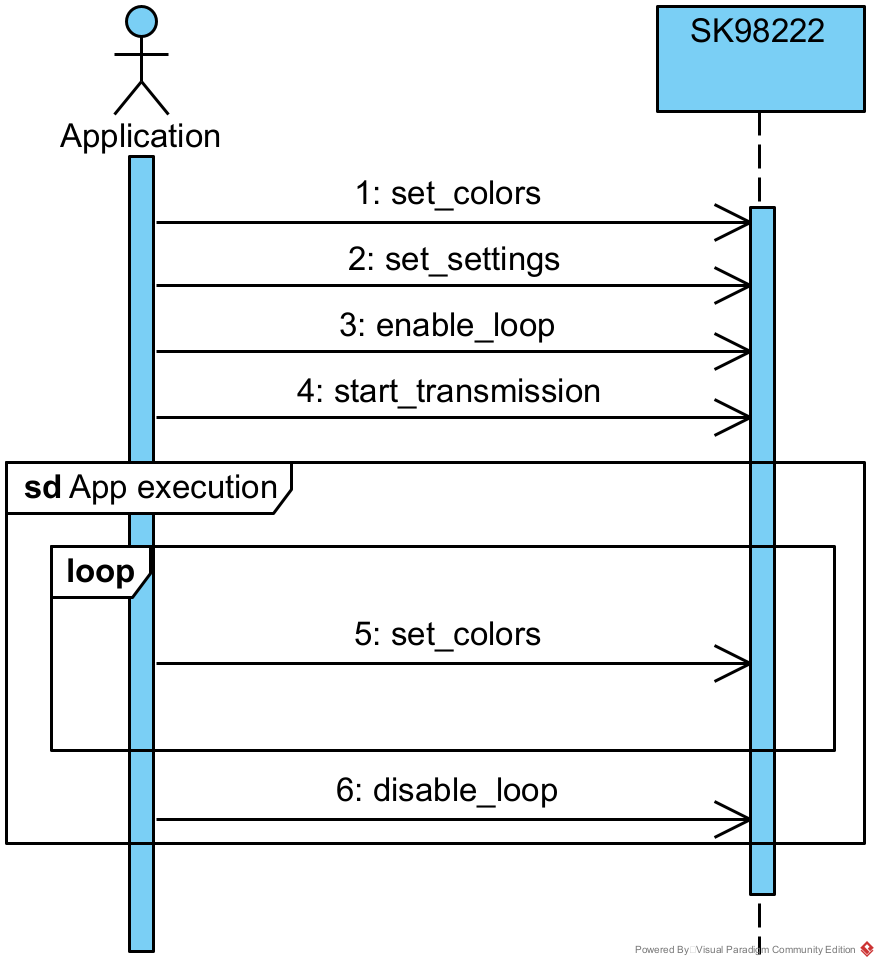 SK98222
Application
1: set_colors
2: set_settings
3: enable_loop
4: start_transmission
sd App execution
loop
5: set_colors
6: disable_loop
Powered By Visual Paradigm Community Edition